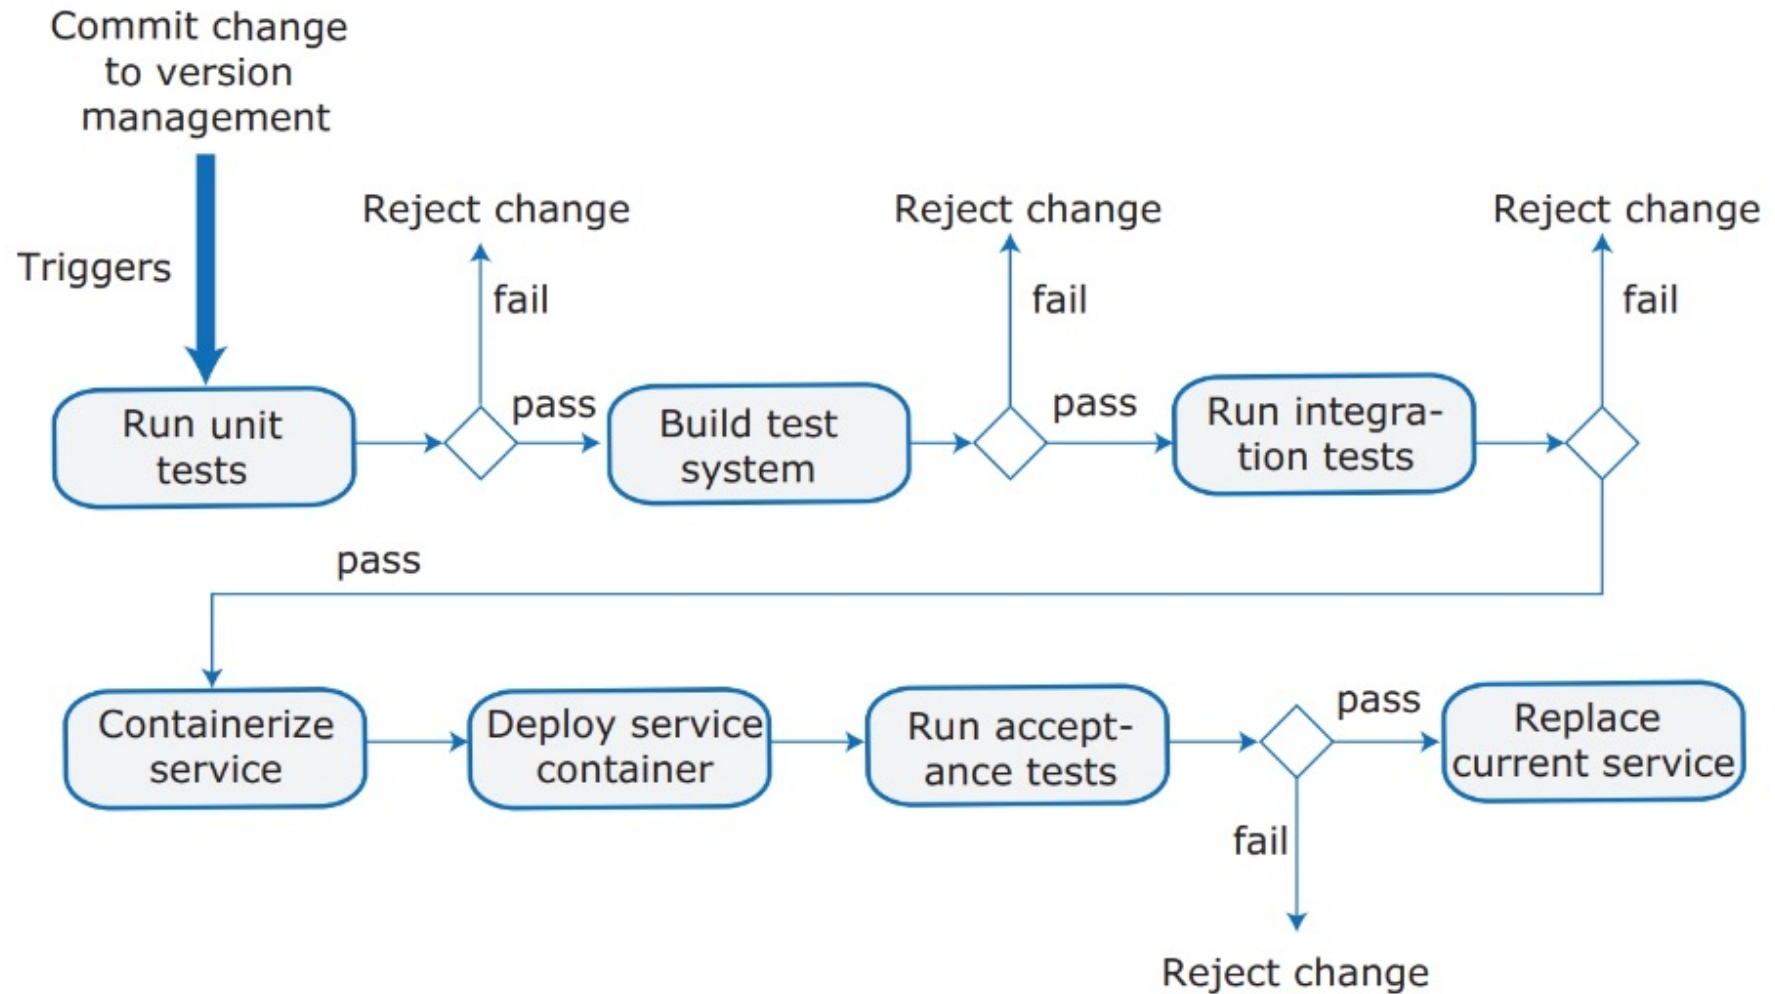 Commit change
to version
management
Triggers
Reject change
fail
Reject change
fail
Reject change
fail
Run unit
tests
pass
Build test
system
pass
Run integra-
tion tests
pass
Containerize
service
Deploy service
container
Run accept-
ance tests
pass
Replace
current service
fail
Reject change